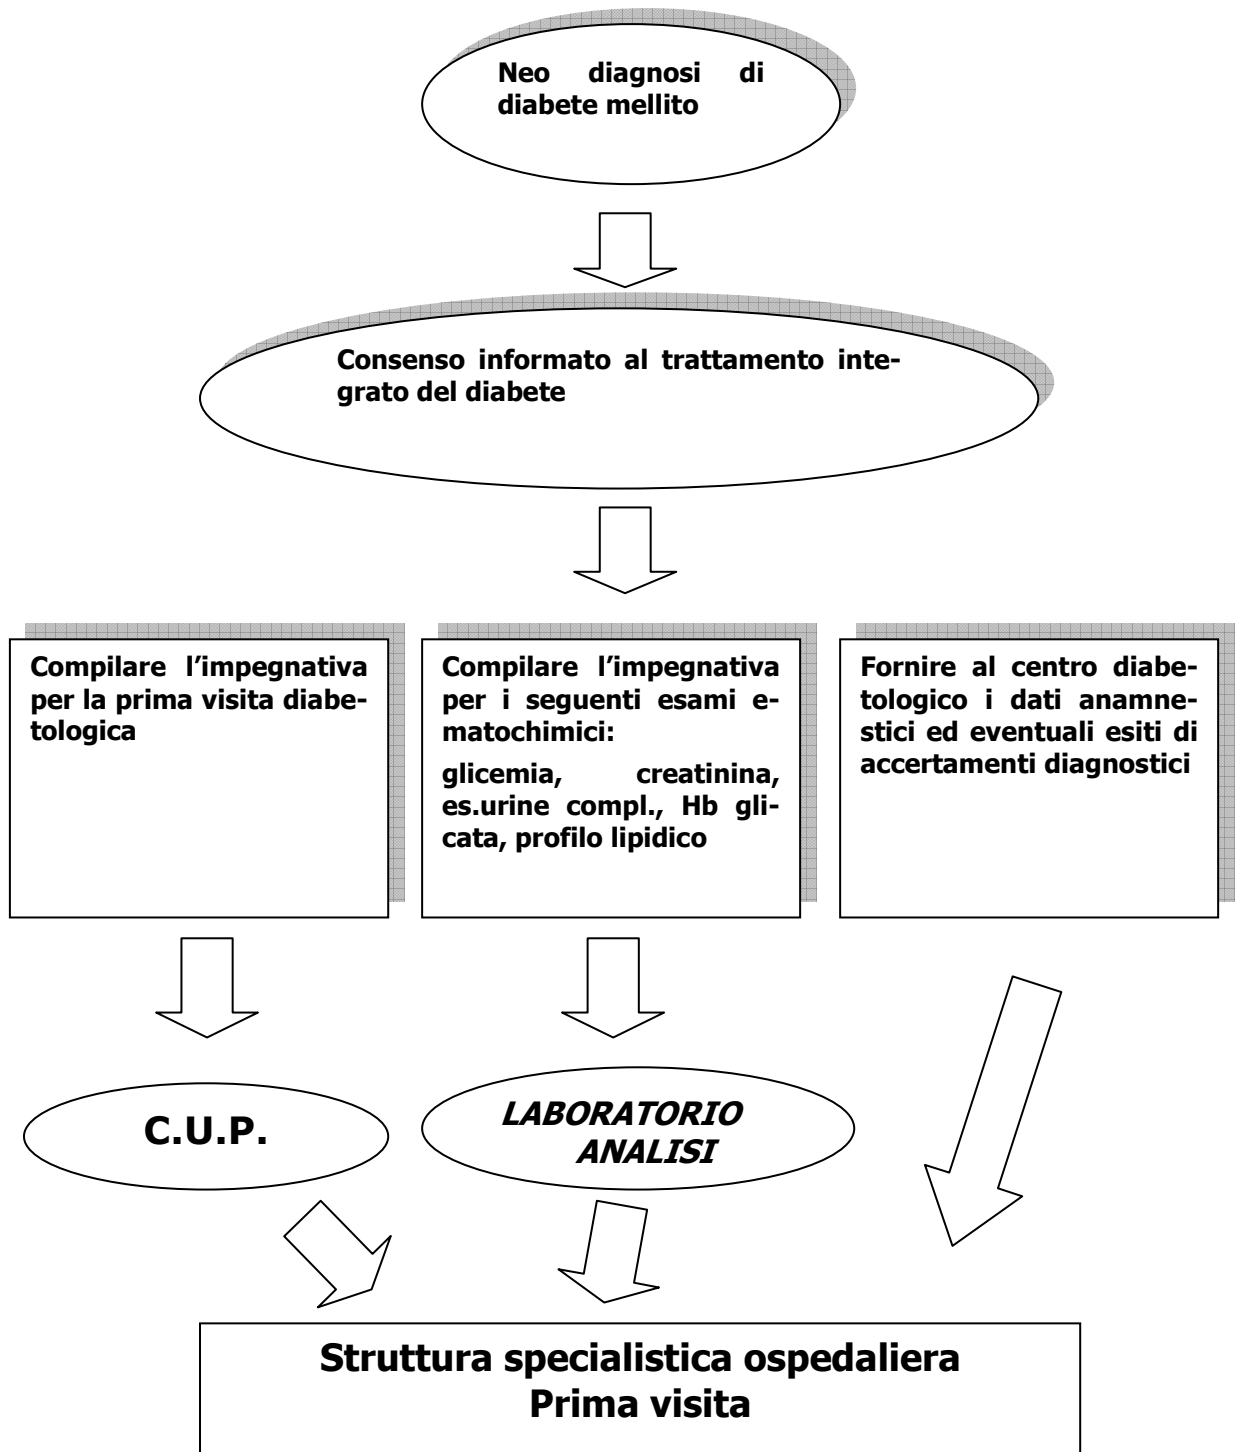 Neo diagnosi di
diabete mellito
Consenso informato al trattamento inte-
grato del diabete
Compilare l'impegnativa
per la prima visita diabe-
tologica
Compilare l'impegnativa
per i seguenti esami e-
matochimici:
glicemia, creatinina,
es.urine compl., Hb gli-
cata, profilo lipidico
Fornire al centro diabe-
tologico i dati anamne-
stici ed eventuali esiti di
accertamenti diagnostici
C.U.P.
LABORATORIO
ANALISI
Struttura specialistica ospedaliera
Prima visita